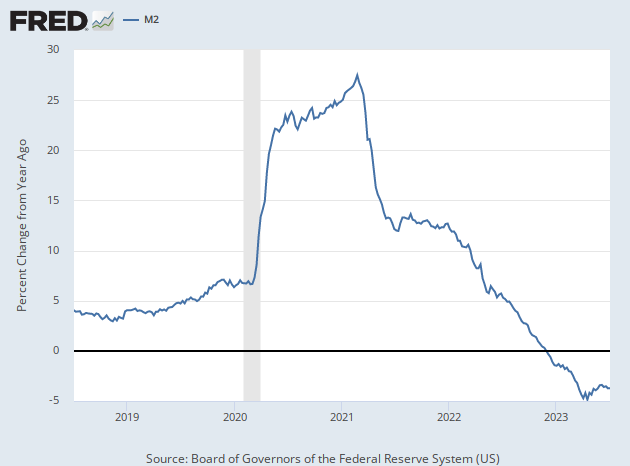 FRED
M2
30
25
20
15
10
5
0
-5
Percent Change from Year Ago
2019 2020 2021 2022 2023
Source: Board of Governors of the Federal Reserve System (US)